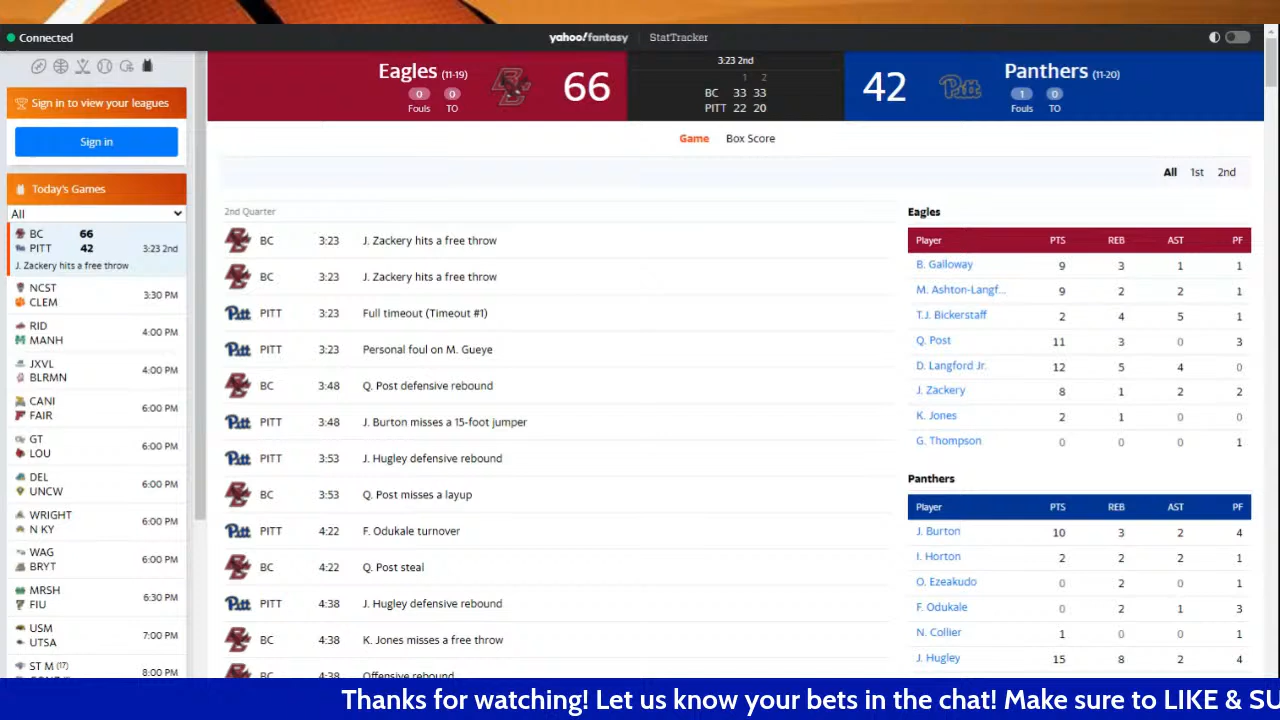 Connected
yahoo!fantasy StatTracker
Sign in to view your leagues
Sign in
Today's Games
All
BC 66
PITT 42 3:23 2nd
J. Zackery hits a free throw
NCST
CLEM 3:30 PM
RID
MANH 4:00 PM
JXVL
BLRMN 4:00 PM
CANI
FAIR 6:00 PM
GT
LOU 6:00 PM
DEL
UNCW 6:00 PM
WRIGHT
N KY 6:00 PM
WAG
BRYT 6:00 PM
MRSH
FIU 6:30 PM
USM
UTSA 7:00 PM
ST M (17) 8:00 PM
Eagles (11-19) 66
0 0
Fouls TO
3:23 2nd
1 2
BC 33 33
PITT 22 20
42 Pitt Panthers (11-20)
1 0
Fouls TO
Game Box Score
All 1st 2nd
2nd Quarter
BC 3:23 J. Zackery hits a free throw
BC 3:23 J. Zackery hits a free throw
Pitt PITT 3:23 Full timeout (Timeout #1)
Pitt PITT 3:23 Personal foul on M. Gueye
BC 3:48 Q. Post defensive rebound
Pitt PITT 3:48 J. Burton misses a 15-foot jumper
Pitt PITT 3:53 J. Hugley defensive rebound
BC 3:53 Q. Post misses a layup
Pitt PITT 4:22 F. Odukale turnover
BC 4:22 Q. Post steal
Pitt PITT 4:38 J. Hugley defensive rebound
BC 4:38 K. Jones misses a free throw
BC 4:38 Offensive rebound
Eagles
Player PTS REB AST PF
B. Galloway 9 3 1 1
M. Ashton-Langf... 9 2 2 1
T.J. Bickerstaff 2 4 5 1
Q. Post 11 3 0 3
D. Langford Jr. 12 5 4 0
J. Zackery 8 1 2 2
K. Jones 2 1 0 0
G. Thompson 0 0 0 1
Panthers
Player PTS REB AST PF
J. Burton 10 3 2 4
I. Horton 2 2 2 1
O. Ezeakudo 0 2 0 1
F. Odukale 0 2 1 3
N. Collier 1 0 0 1
J. Hugley 15 8 2 4
Thanks for watching! Let us know your bets in the chat! Make sure to LIKE & SU